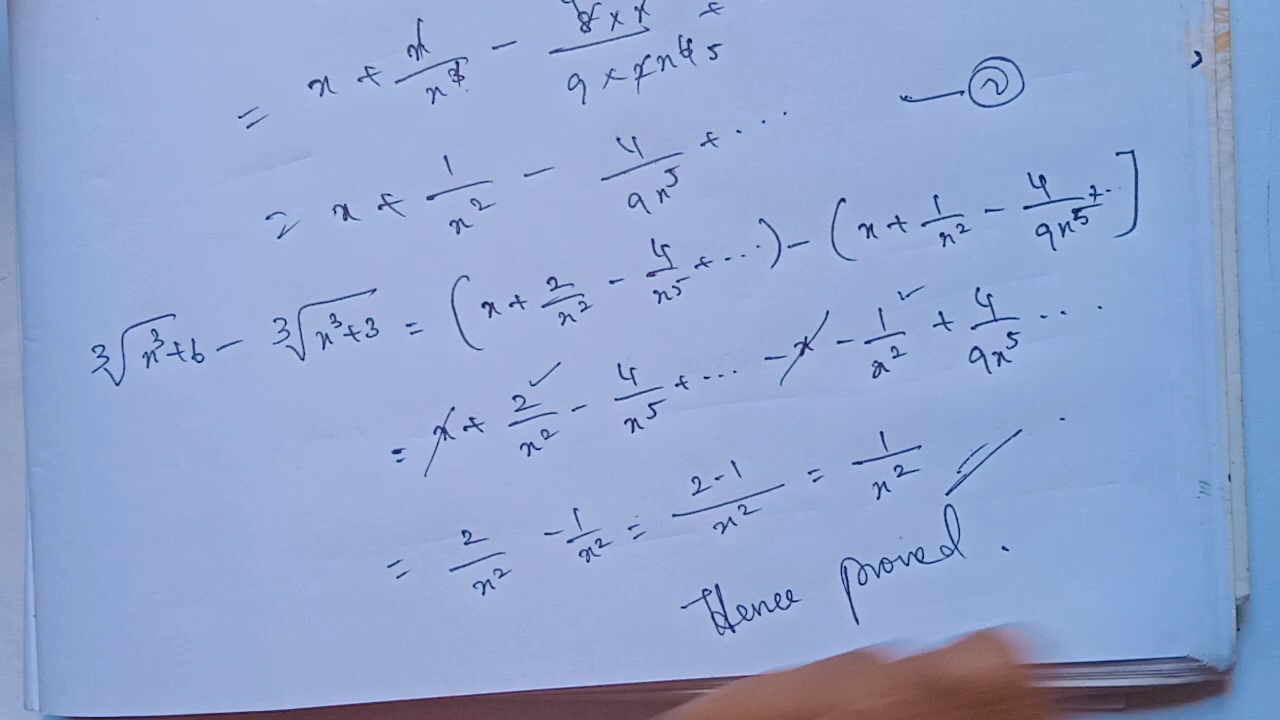 = x + x/x³ - 8 × x/9 × x x⁶ ⁵ +
②
= x + 1/x² - 4/9x⁵ + ...
∛x³+6 - ∛x³+3 = (x + 2/x² - 4/x⁵ + ...) - (x + 1/x² - 4/9x⁵ + ..]
= x + 2/x² - 4/x⁵ + ... - x - 1/x² + 4/9x⁵ ...
= 2/x² - 1/x² = 2-1/x² = 1/x²
Hence proved.